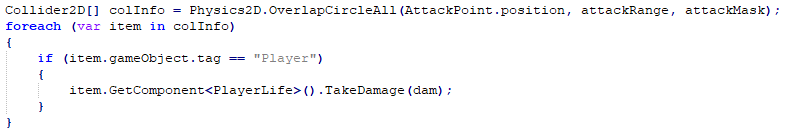 Collider2D[] colInfo = Physics2D.OverlapCircleAll(AttackPoint.position, attackRange, attackMask);
foreach (var item in colInfo)
{
    if (item.gameObject.tag == "Player")
    {
        item.GetComponent<PlayerLife>().TakeDamage(dam);
    }
}